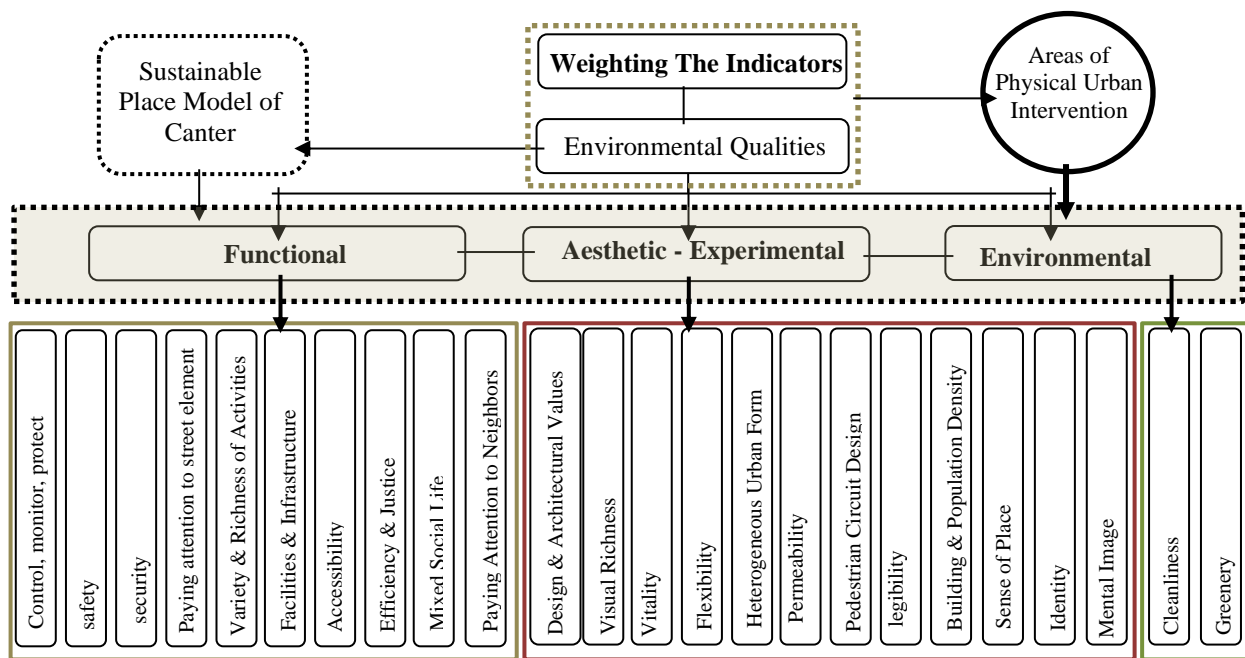 Sustainable
Place Model of
Canter
Weighting The Indicators
Environmental Qualities
Areas of
Physical Urban
Intervention
Functional
Aesthetic - Experimental
Environmental
Control, monitor, protect
safety
security
Paying attention to street element
Variety & Richness of Activities
Facilities & Infrastructure
Accessibility
Efficiency & Justice
Mixed Social Life
Paying Attention to Neighbors
Design & Architectural Values
Visual Richness
Vitality
Flexibility
Heterogeneous Urban Form
Permeability
Pedestrian Circuit Design
legibility
Building & Population Density
Sense of Place
Identity
Mental Image
Cleanliness
Greenery